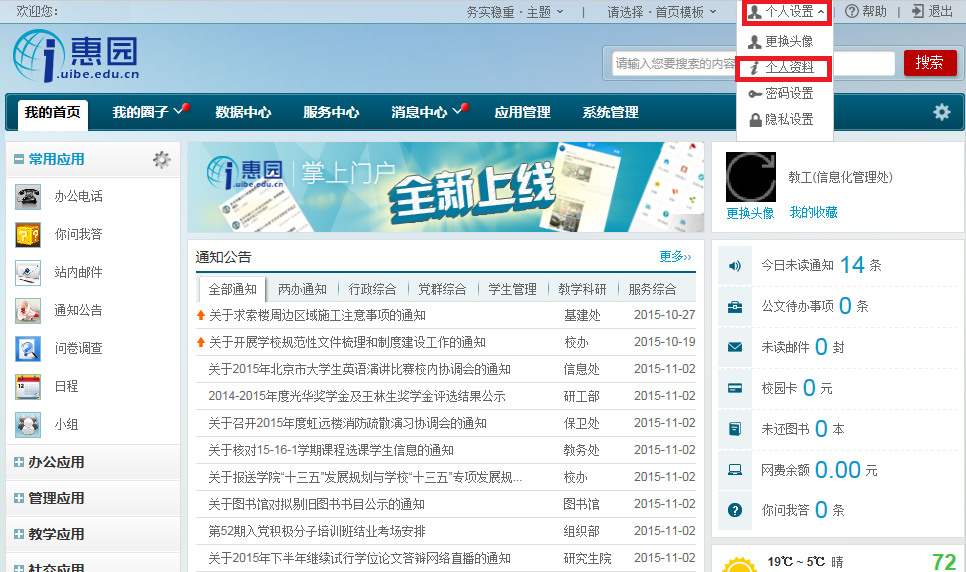 欢迎您:
务实稳重 · 主题 | 请选择 · 首页模板 个人设置 帮助 | 退出
惠园
.uibe.edu.cn
请输入您要搜索的内容 搜索
更换头像
个人资料
密码设置
隐私设置
我的首页 我的圈子 数据中心 服务中心 消息中心 应用管理 系统管理
常用应用
办公电话
你问我答
站内邮件
通知公告
问卷调查
12
日程
小组
办公应用
管理应用
教学应用
社交应用
惠园 掌上门户
.uibe.edu.cn
全新上线
通知公告 更多››
全部通知 两办通知 行政综合 党群综合 学生管理 教学科研 服务综合
关于求索楼周边区域施工注意事项的通知 基建处 2015-10-27
关于开展学校规范性文件梳理和制度建设工作的通知 校办 2015-10-19
关于2015年北京市大学生英语演讲比赛校内协调会的通知 信息处 2015-11-02
2014-2015年度光华奖学金及王林生奖学金评选结果公示 研工部 2015-11-02
关于召开2015年度虹远楼消防疏散演习协调会的通知 保卫处 2015-11-02
关于核对15-16-1学期课程选课学生信息的通知 教务处 2015-11-02
关于报送学院“十三五”发展规划与学校“十三五”专项发展规... 校办 2015-11-02
关于图书馆对拟剔旧图书书目公示的通知 图书馆 2015-11-02
第52期入党积极分子培训班结业考场安排 组织部 2015-11-02
关于2015年下半年继续试行学位论文答辩网络直播的通知 研究生院 2015-11-02
教工(信息化管理处)
更换头像 我的收藏
今日未读通知 14 条
公文待办事项 0 条
未读邮件 0 封
校园卡 0 元
未还图书 0 本
网费余额 0.00 元
你问我答 0 条
19℃ ~ 5℃ 晴 72